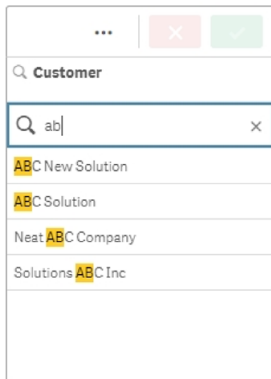 Customer
ab
ABC New Solution
ABC Solution
Neat ABC Company
Solutions ABC Inc